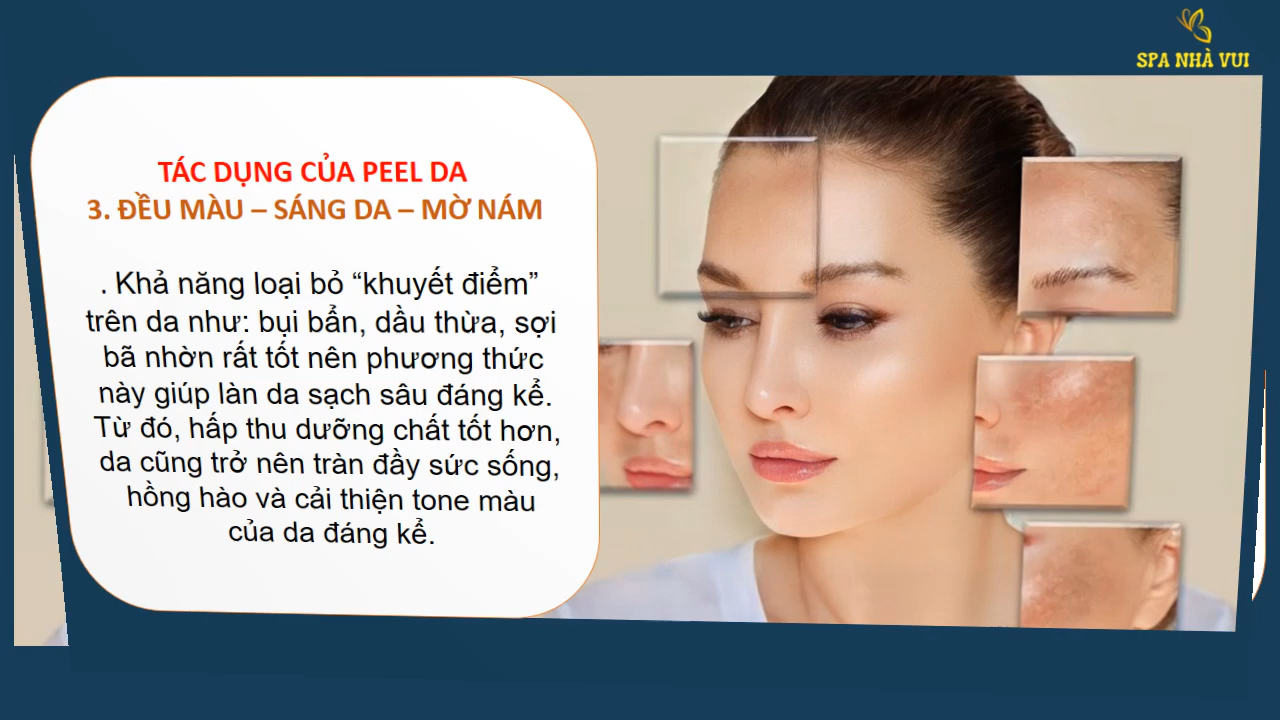 SPA NHÀ VUI
TÁC DỤNG CỦA PEEL DA
3. ĐỀU MÀU – SÁNG DA – MỜ NÁM
. Khả năng loại bỏ “khuyết điểm”
trên da như: bụi bẩn, dầu thừa, sợi
bã nhờn rất tốt nên phương thức
này giúp làn da sạch sâu đáng kể.
Từ đó, hấp thu dưỡng chất tốt hơn,
da cũng trở nên tràn đầy sức sống,
hồng hào và cải thiện tone màu
của da đáng kể.